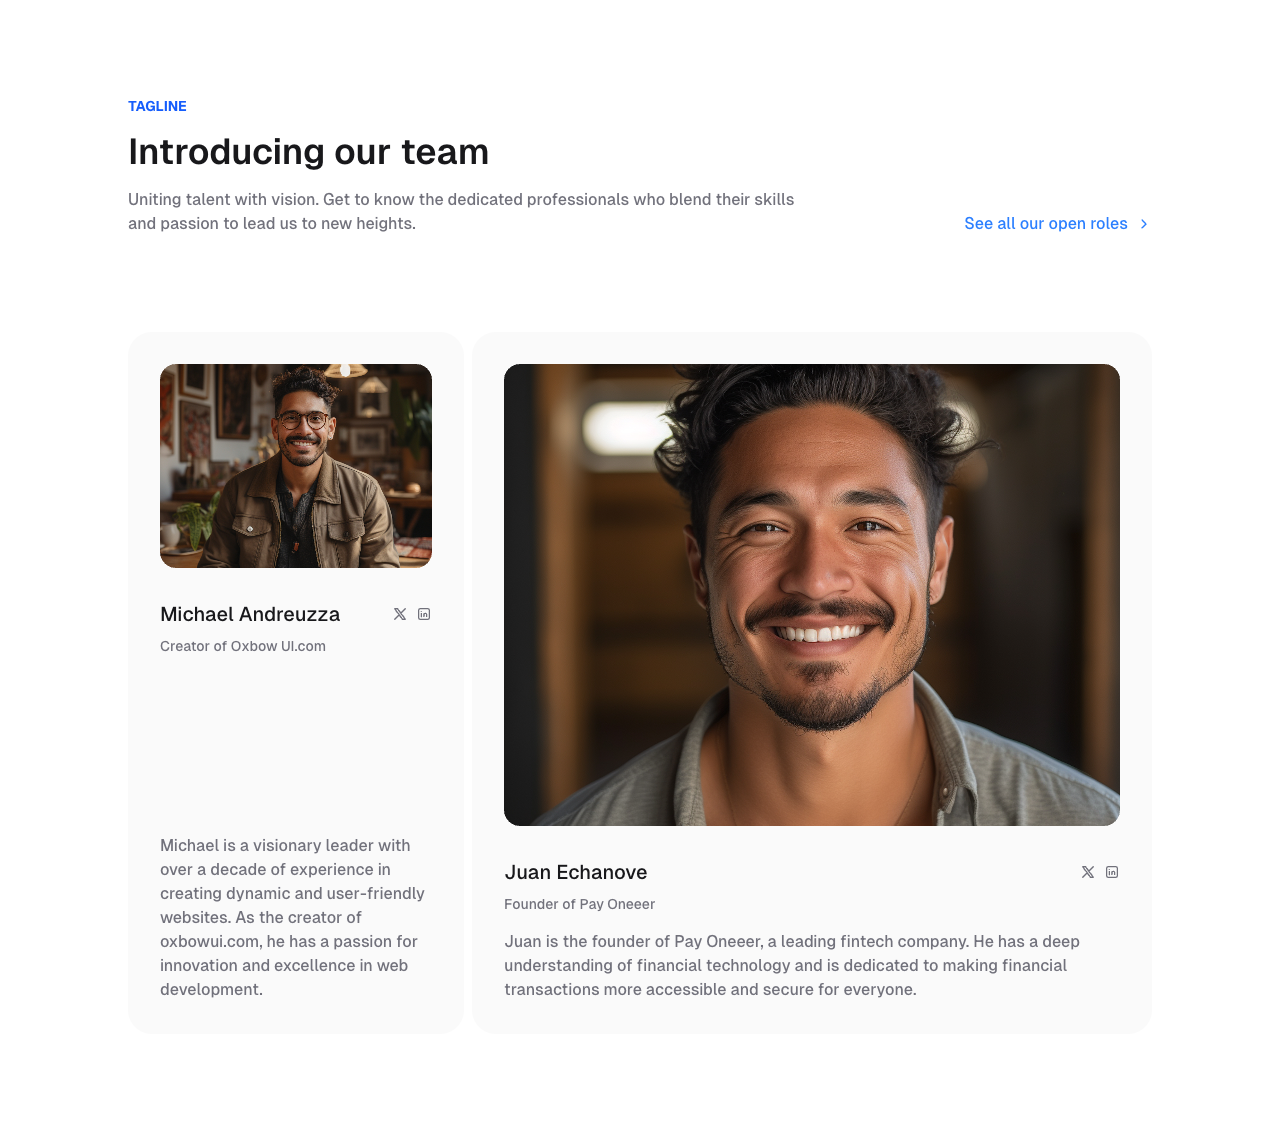 TAGLINE
Introducing our team
Uniting talent with vision. Get to know the dedicated professionals who blend their skills
and passion to lead us to new heights.
See all our open roles
Michael Andreuzza
Creator of Oxbow UI.com
Michael is a visionary leader with
over a decade of experience in
creating dynamic and user-friendly
websites. As the creator of
oxbowui.com, he has a passion for
innovation and excellence in web
development.
Juan Echanove
Founder of Pay Oneeer
Juan is the founder of Pay Oneeer, a leading fintech company. He has a deep
understanding of financial technology and is dedicated to making financial
transactions more accessible and secure for everyone.